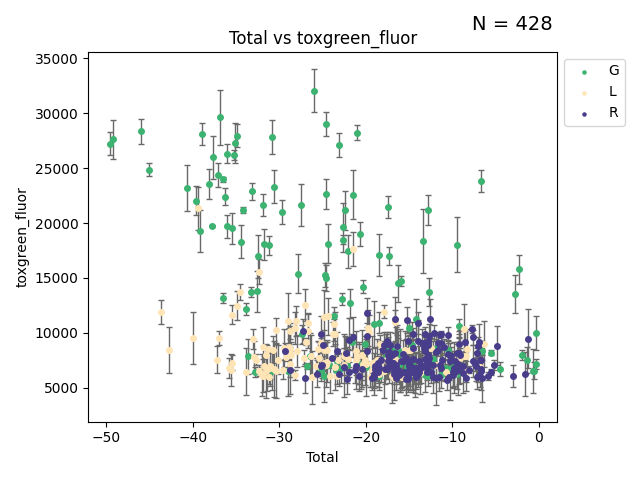 N = 428
Total vs toxgreen_fluor
G
L
R
35000
30000
25000
20000
15000
10000
5000
toxgreen_fluor
−50 −40 −30 −20 −10 0
Total